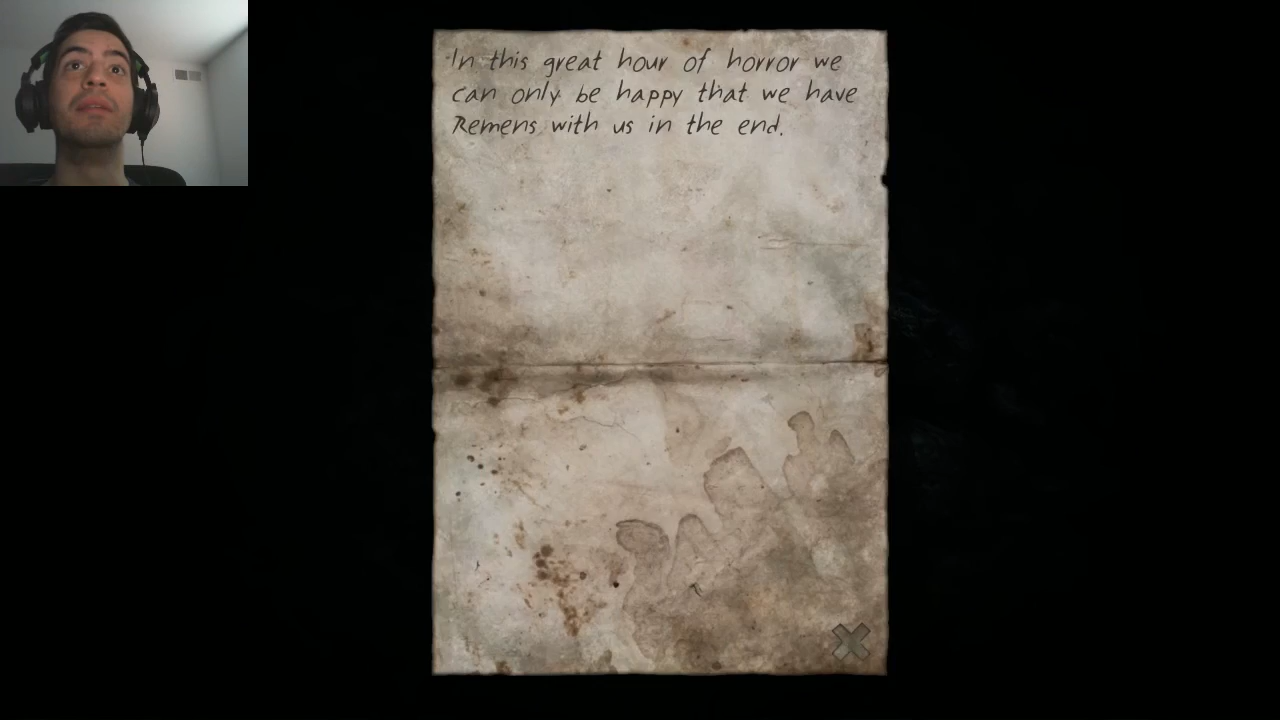 In this great hour of horror we
can only be happy that we have
Remens with us in the end.